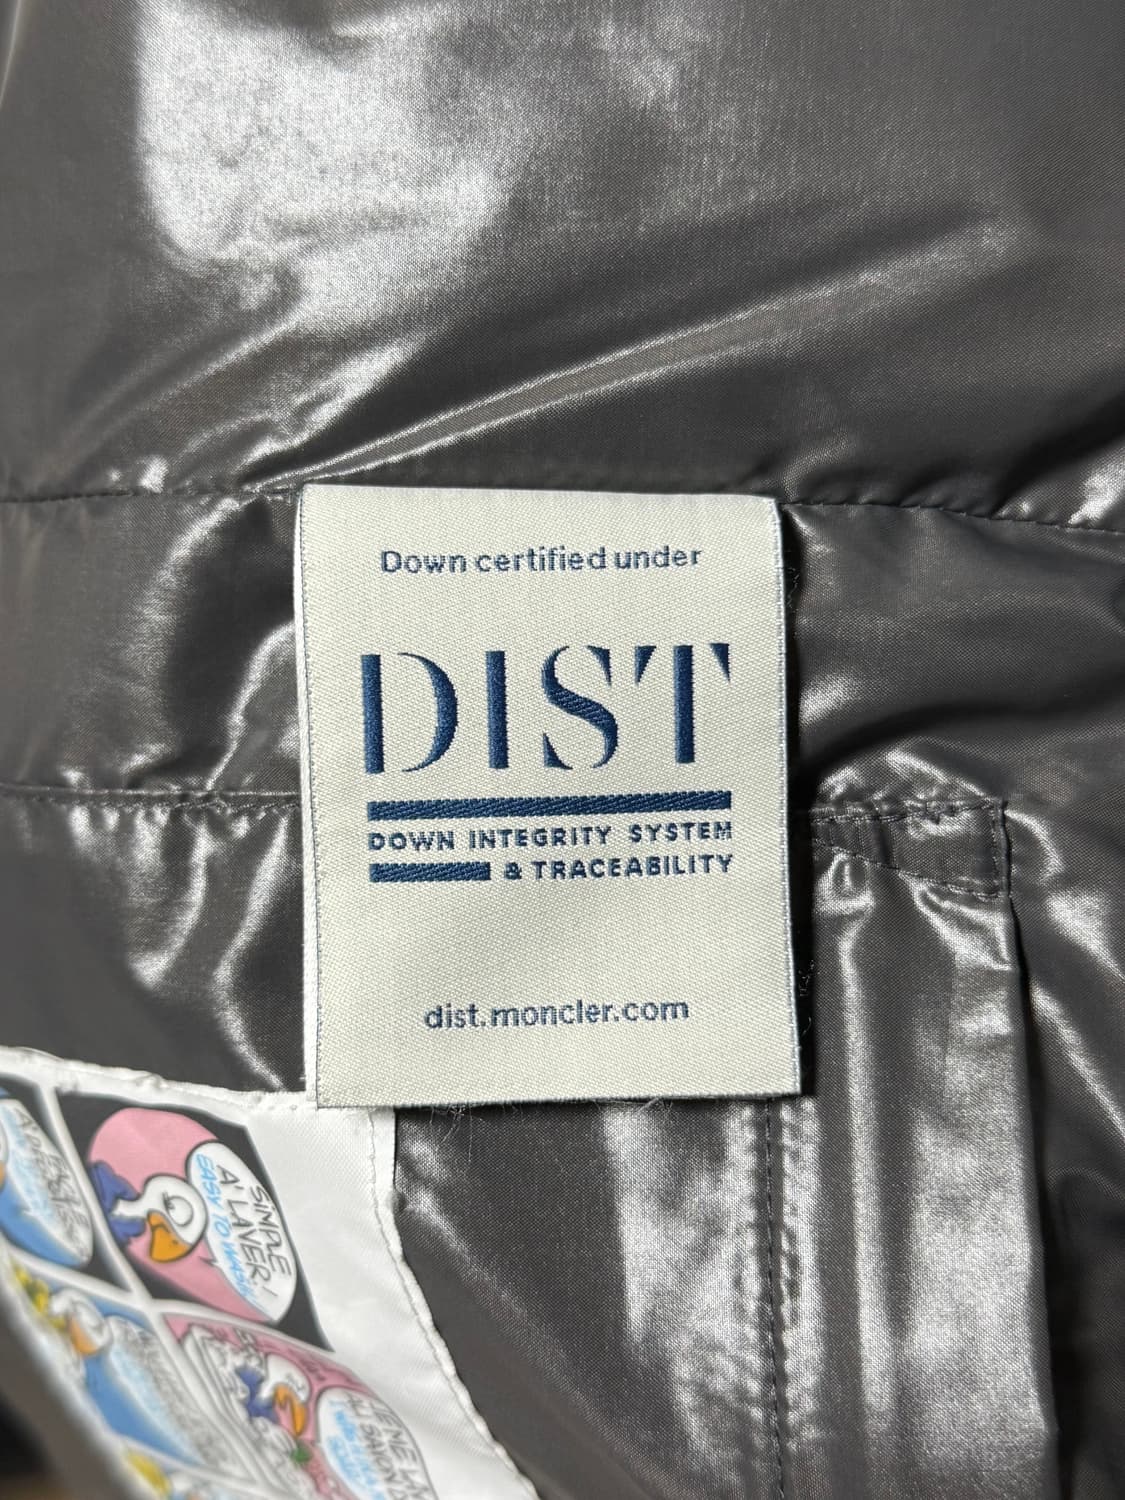 Down certified under
DIST
DOWN INTEGRITY SYSTEM
& TRACEABILITY
dist.moncler.com
SIMPLE
A' LAVER!
EASY TO WASH!